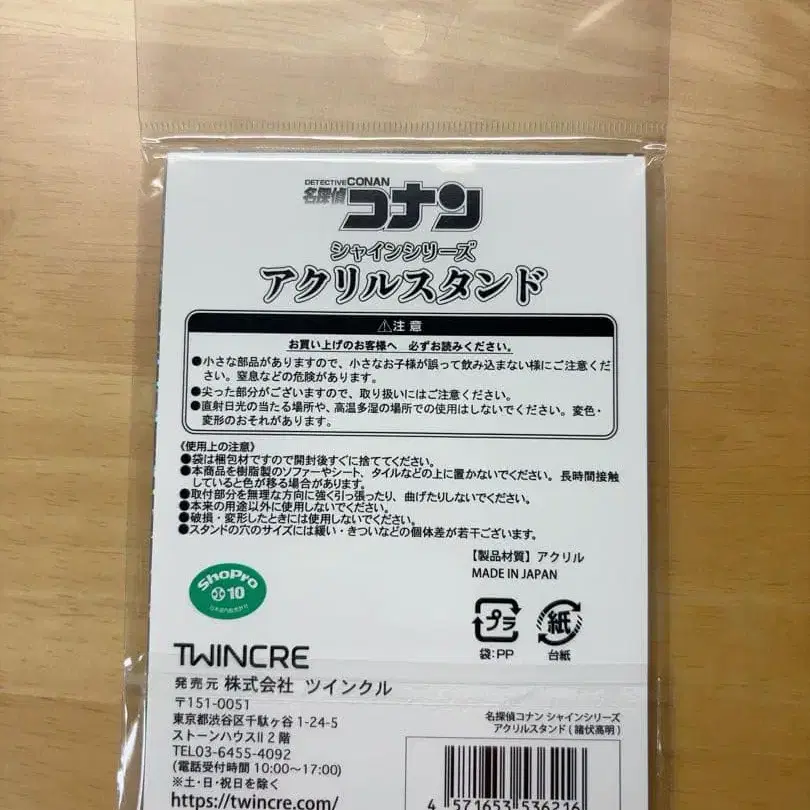 DETECTIVE CONAN
名探偵コナン
シャインシリーズ
アクリルスタンド
⚠注意
お買い上げのお客様へ 必ずお読みください。
●小さな部品がありますので、小さなお子様が誤って飲み込まない様にご注意くだ
さい。窒息などの危険があります。
●尖った部分がございますので、取り扱いにはご注意ください。
●直射日光の当たる場所や、高温多湿の場所での使用はしないでください。変色・
変形のおそれがあります。
《使用上の注意》
●袋は梱包材ですので開封後すぐに捨ててください。
●本商品を樹脂製のソファーやシート、タイルなどの上に置かないでください。長時間接触
していると色が移る場合があります。
●取付部分を無理な方向に強く引っ張ったり、曲げたりしないでください。
●本来の用途以外に使用しないでください。
●破損・変形したときには使用しないでください。
●スタンドの穴のサイズには緩い・きついなどの個体差が若干ございます。
【製品材質】アクリル
MADE IN JAPAN
ShoPro
10
プラ
袋:PP
紙
台紙
TWINCRE
発売元 株式会社 ツインクル
〒151-0051
東京都渋谷区千駄ヶ谷 1-24-5
ストーンハウスⅡ 2 階
TEL03-6455-4092
(電話受付時間 10:00〜17:00)
※土・日・祝日を除く
https://twincre.com/
名探偵コナン シャインシリーズ
アクリルスタンド ( 諸伏高明 )
4 571653 536216